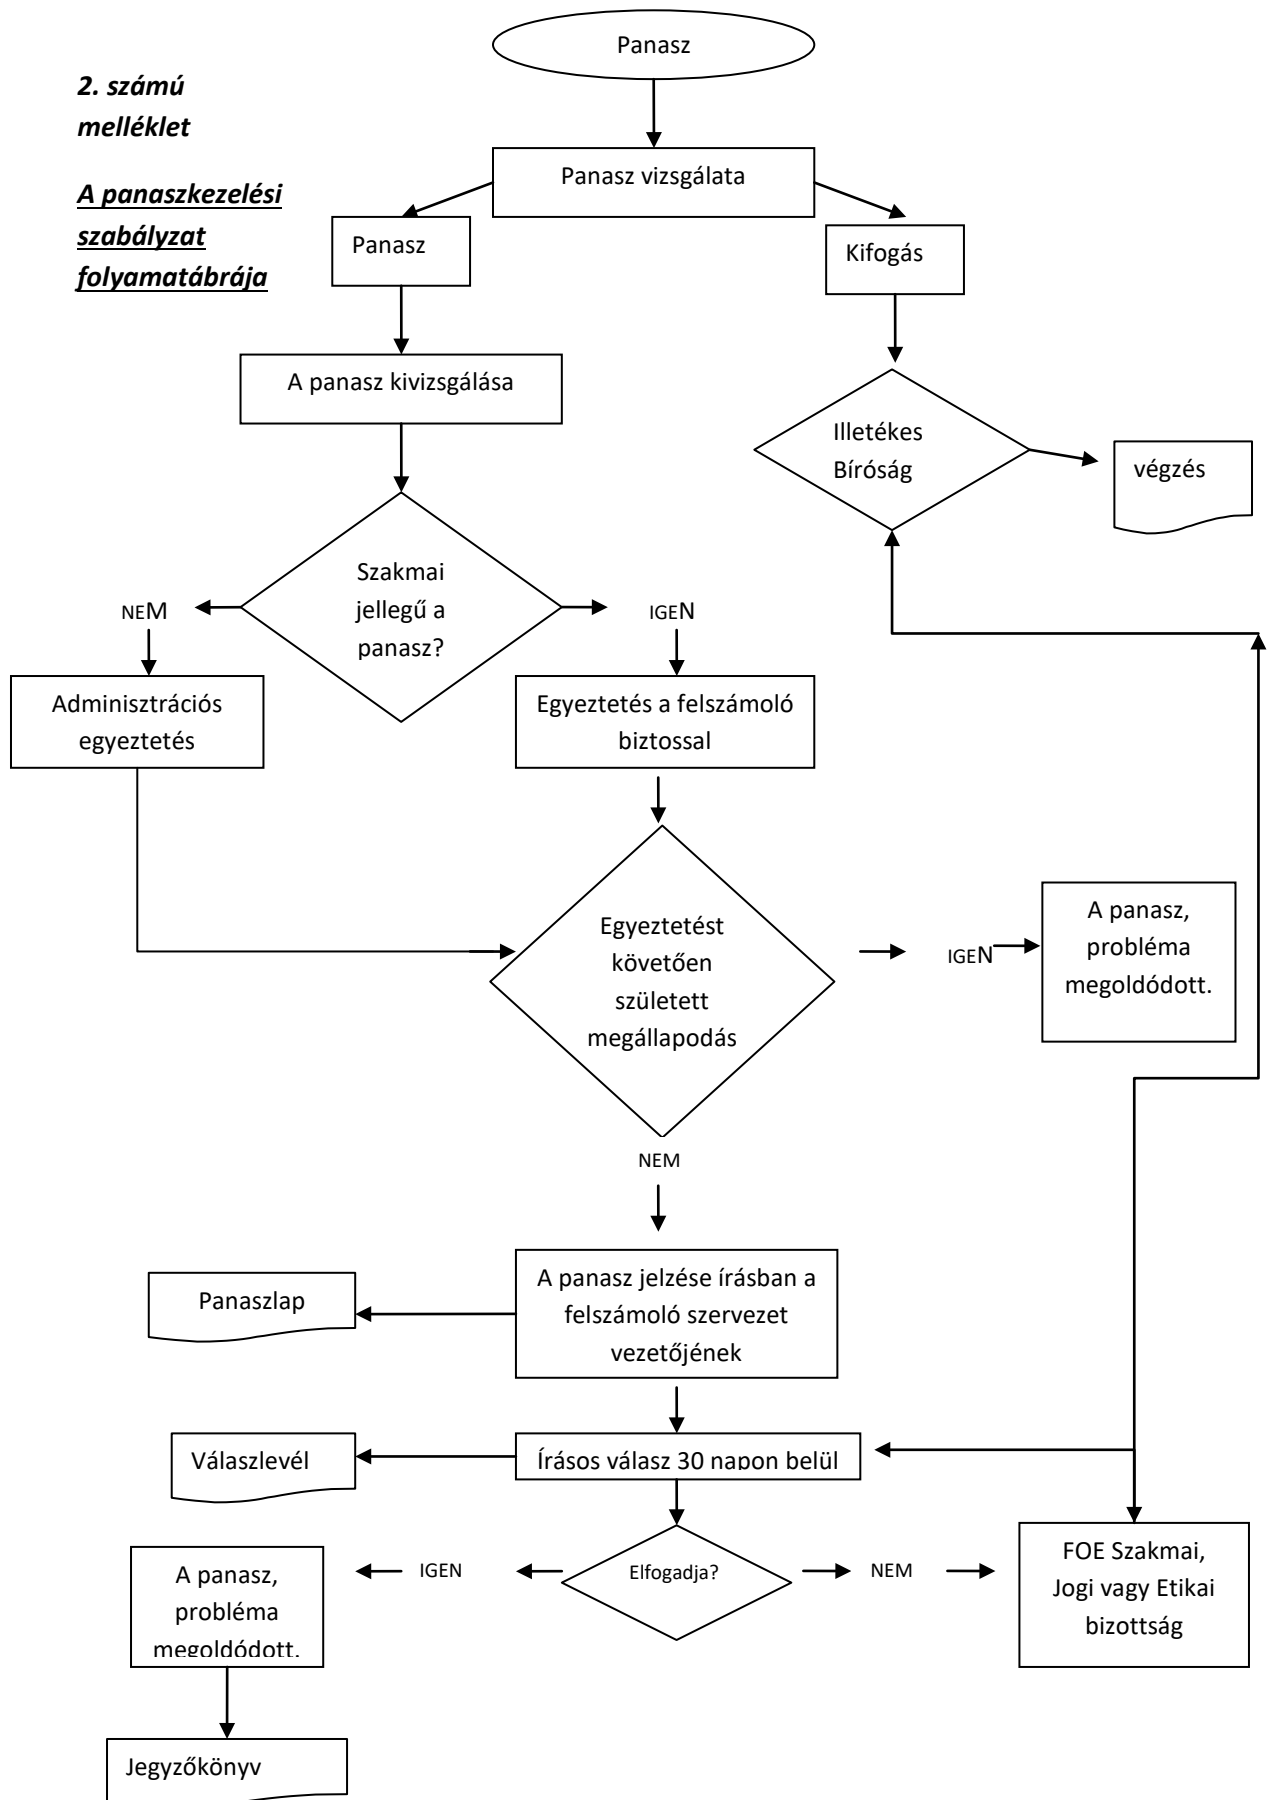 Panasz
2. számú
melléklet
Panasz vizsgálata
A panaszkezelési
szabályzat
folyamatábrája
Panasz
Kifogás
A panasz kivizsgálása
Illetékes
Bíróság
végzés
Szakmai
jellegű a
panasz?
NEM
IGEN
Adminisztrációs
egyeztetés
Egyeztetés a felszámoló
biztossal
Egyeztetést
követően
született
megállapodás
IGEN
A panasz,
probléma
megoldódott.
NEM
A panasz jelzése írásban a
felszámoló szervezet
vezetőjének
Panaszlap
Válaszlevél
Írásos válasz 30 napon belül
A panasz,
probléma
megoldódott.
IGEN
Elfogadja?
NEM
FOE Szakmai,
Jogi vagy Etikai
bizottság
Jegyzőkönyv